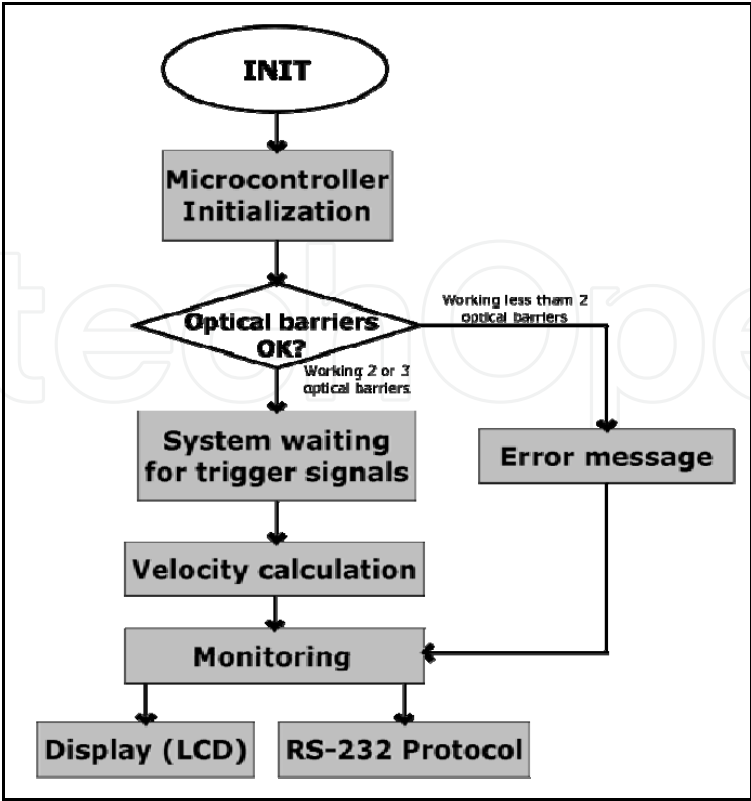 INIT
Microcontroller
Initialization
Optical barriers
OK?
Working less tham 2
optical barriers
Working 2 or 3
optical barriers
System waiting
for trigger signals
Error message
Velocity calculation
Monitoring
Display (LCD)
RS-232 Protocol
techOpe